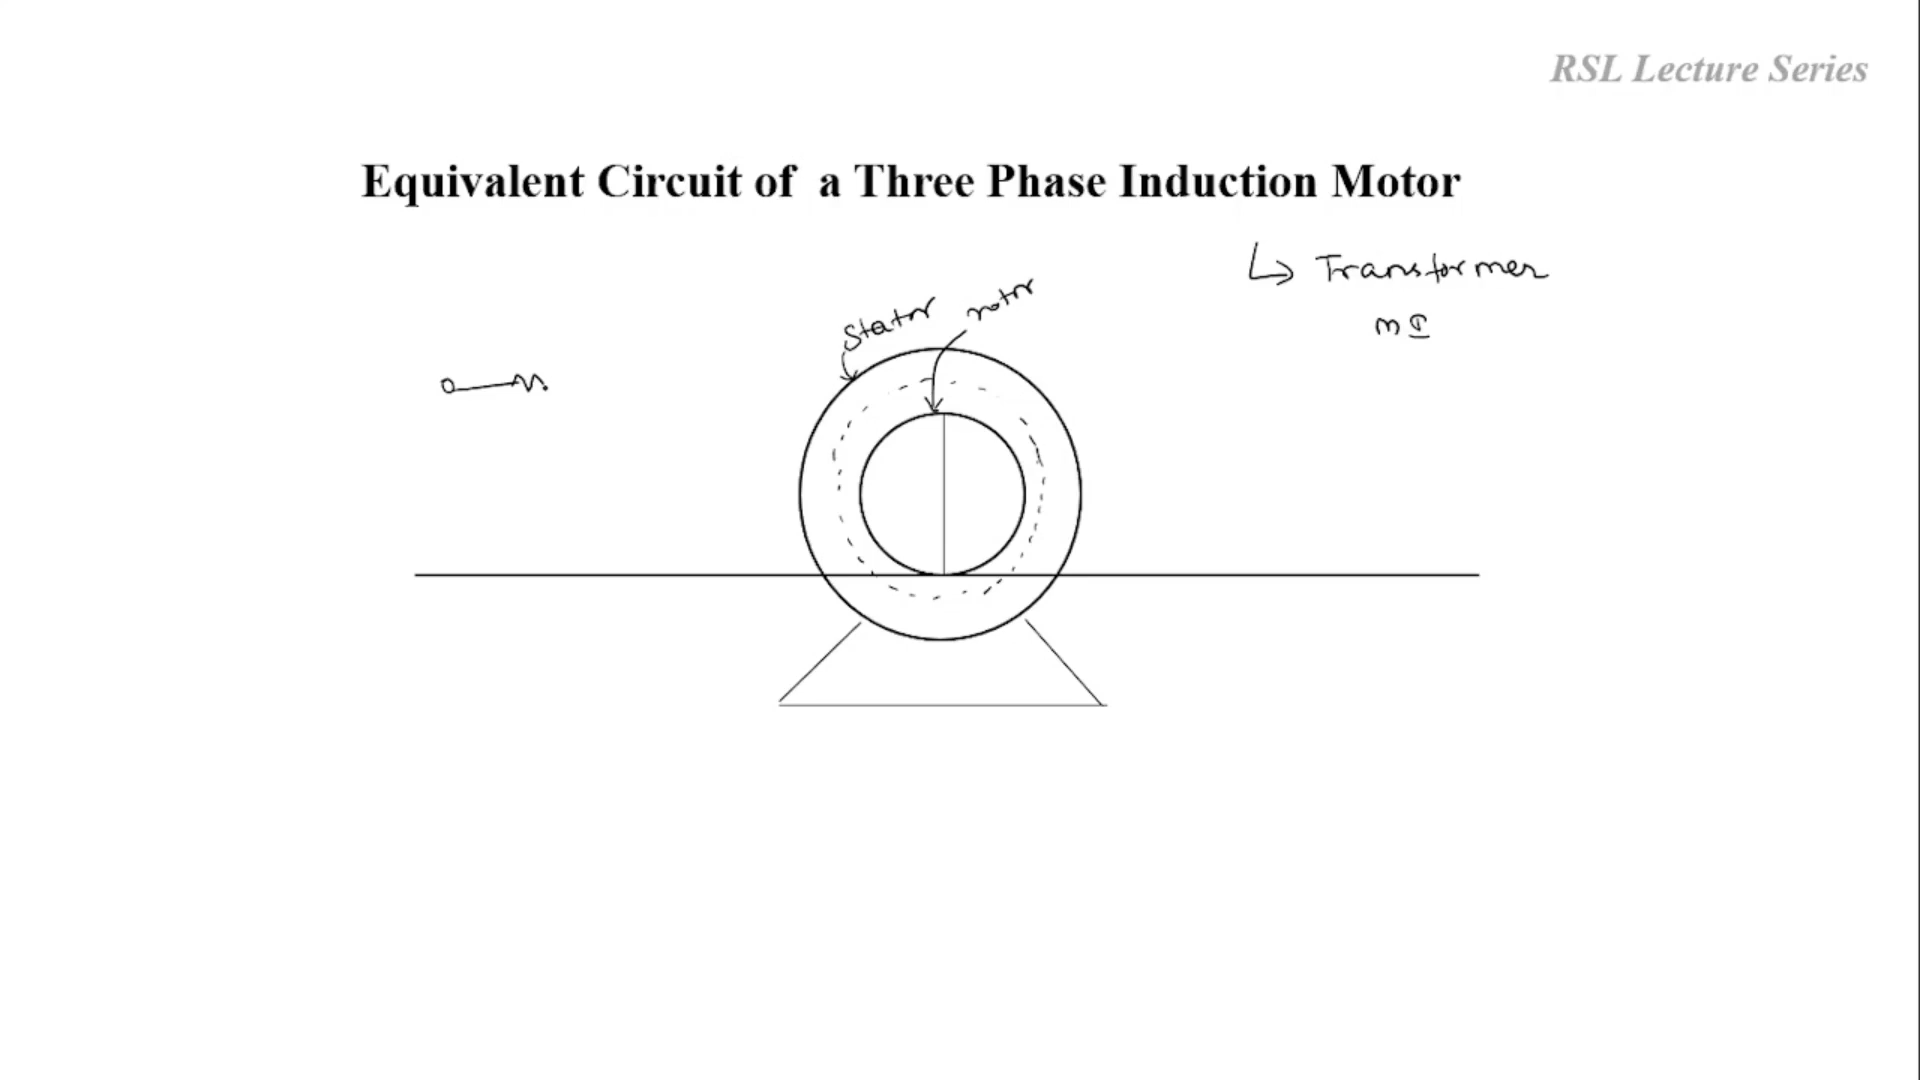 RSL Lecture Series
Equivalent Circuit of a Three Phase Induction Motor
↳ Transformer
stator rotor